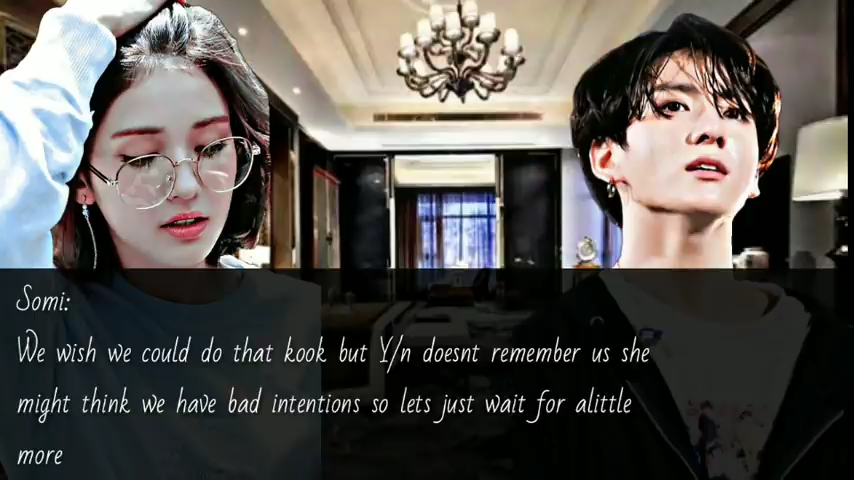 Somi:
We wish we could do that kook but Y/n doesnt remember us she
might think we have bad intentions so lets just wait for alittle
more